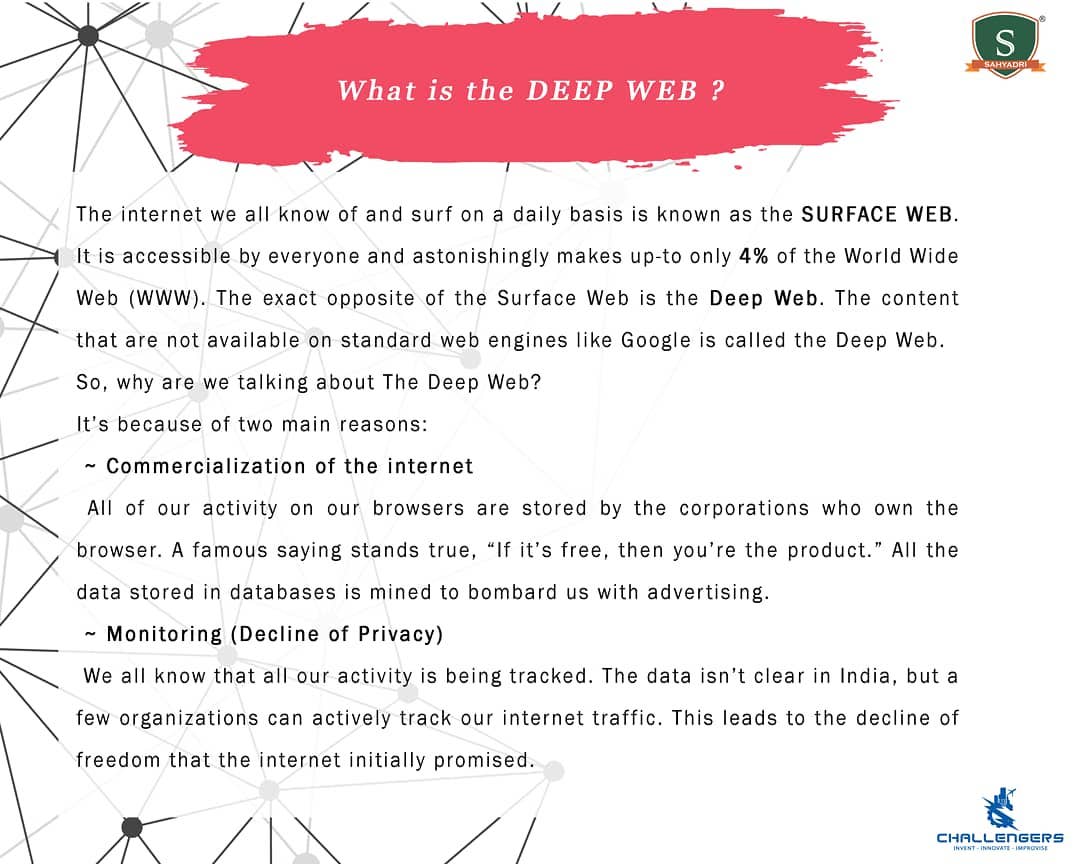 What is the DEEP WEB ?
S
®
SAHYADRI
The internet we all know of and surf on a daily basis is known as the SURFACE WEB.
It is accessible by everyone and astonishingly makes up-to only 4% of the World Wide
Web (WWW). The exact opposite of the Surface Web is the Deep Web. The content
that are not available on standard web engines like Google is called the Deep Web.
So, why are we talking about The Deep Web?
It's because of two main reasons:
~ Commercialization of the internet
All of our activity on our browsers are stored by the corporations who own the
browser. A famous saying stands true, “If it’s free, then you’re the product.” All the
data stored in databases is mined to bombard us with advertising.
~ Monitoring (Decline of Privacy)
We all know that all our activity is being tracked. The data isn’t clear in India, but a
few organizations can actively track our internet traffic. This leads to the decline of
freedom that the internet initially promised.
CHALLENGERS
INVENT - INNOVATE - IMPROVISE